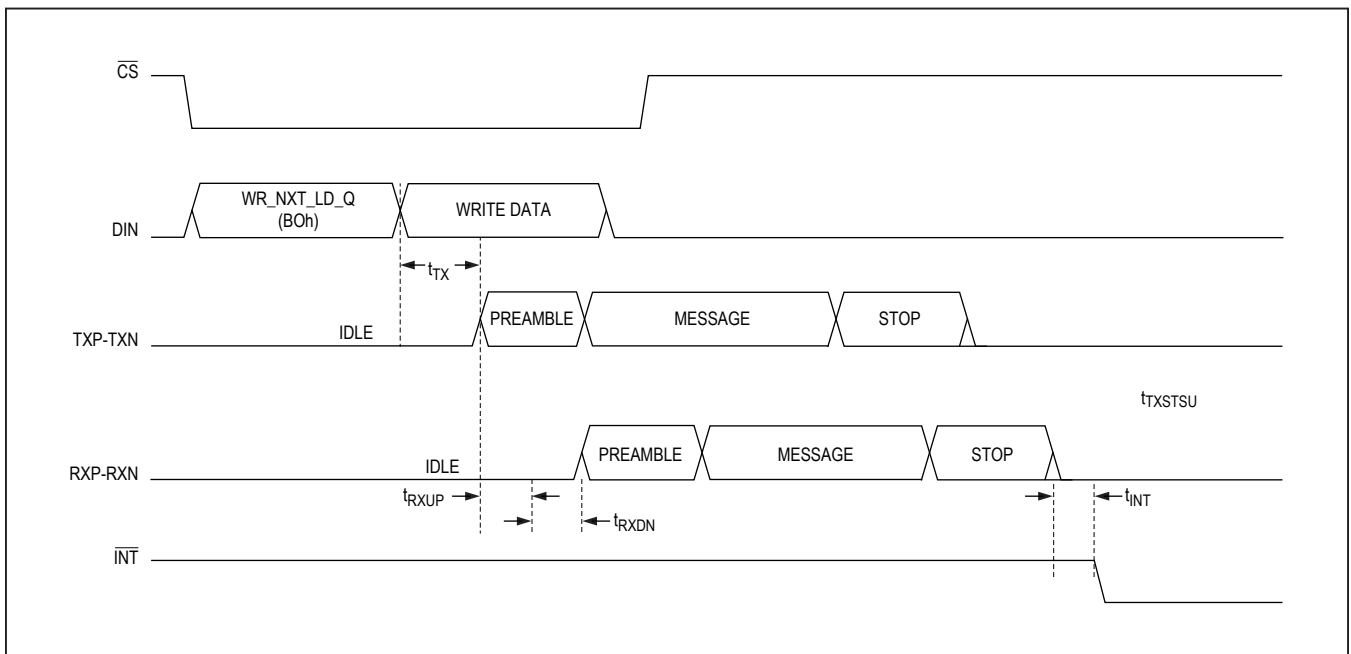 CS
WR_NXT_LD_Q
(BOh)
WRITE DATA
DIN
tTX
PREAMBLE
MESSAGE
STOP
IDLE
TXP-TXN
tTXSTSU
PREAMBLE
MESSAGE
STOP
IDLE
RXP-RXN
tRXUP
tINT
tRXDN
INT